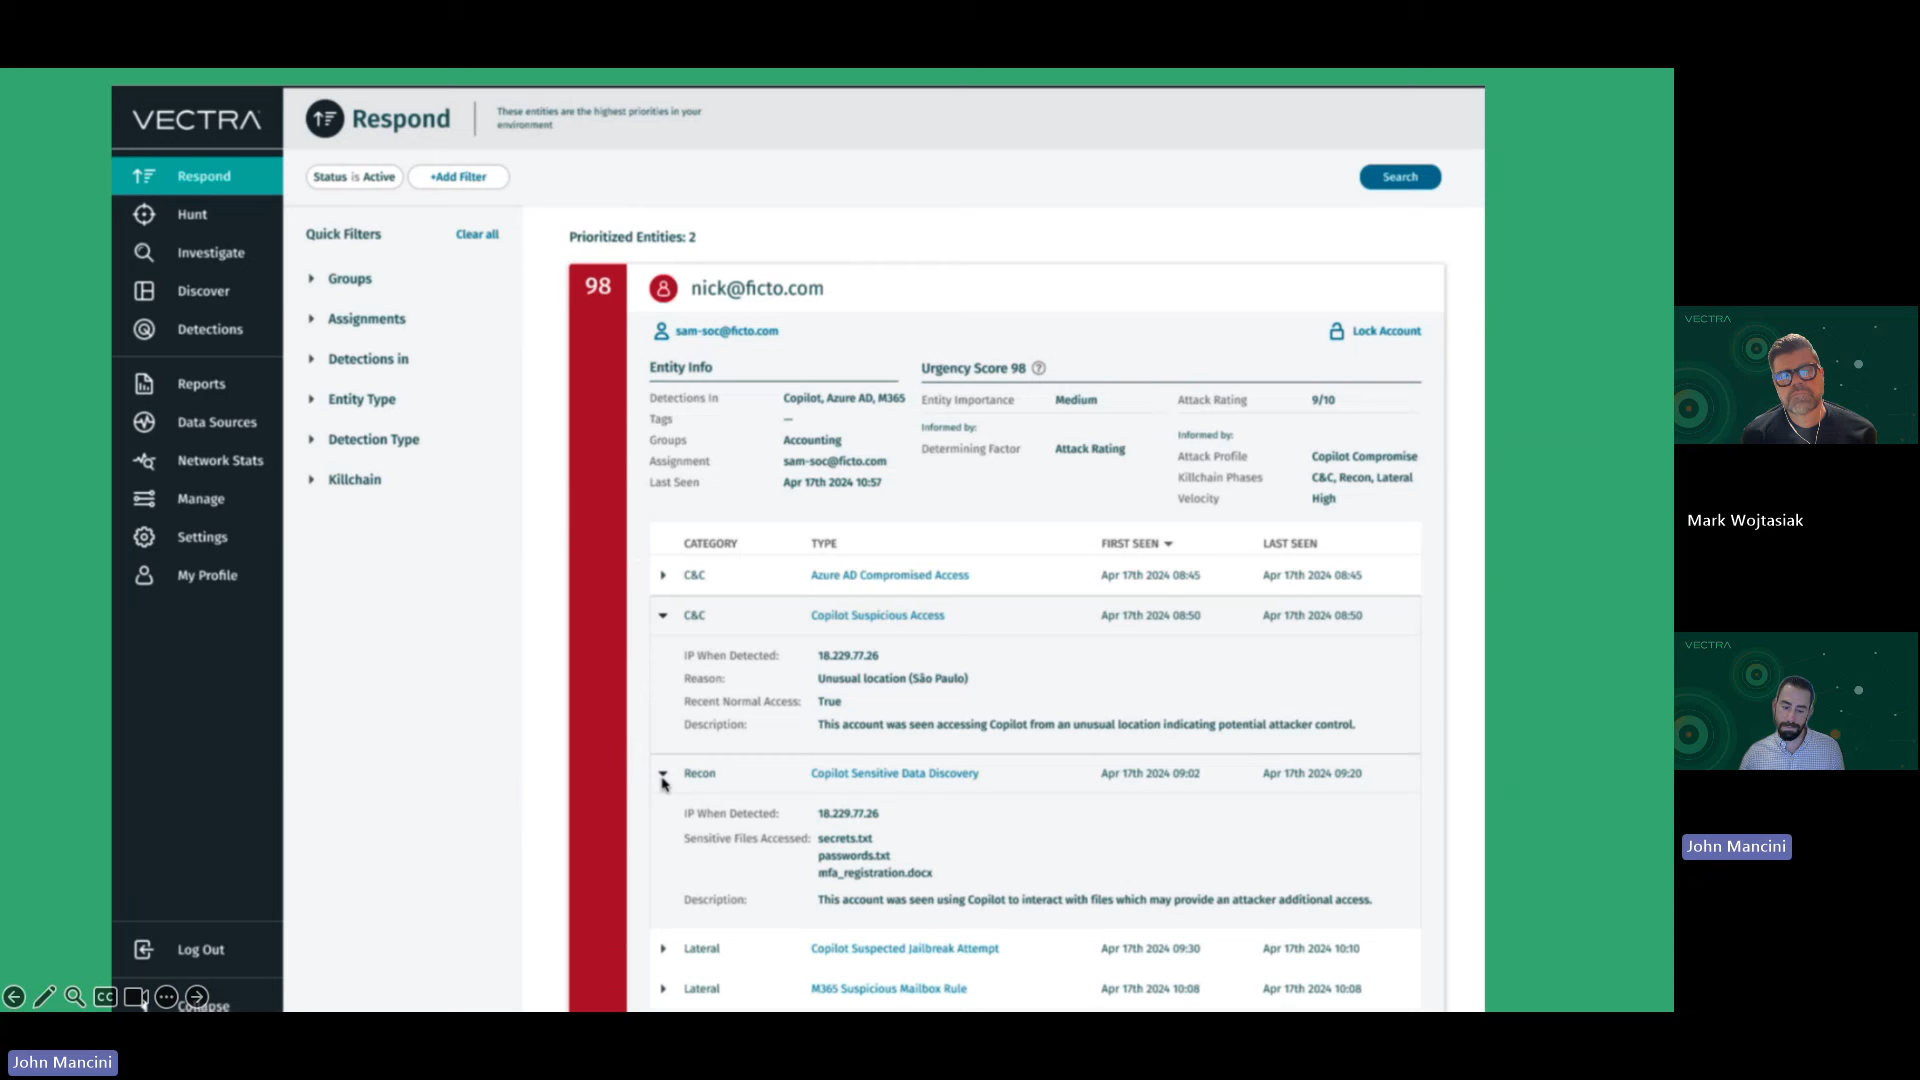 VECTRA
Respond
These entities are the highest priorities in your
environment
Respond
Hunt
Investigate
Discover
Detections
Reports
Data Sources
Network Stats
Manage
Settings
My Profile
Log Out
Collapse
Status is Active
+Add Filter
Search
Quick Filters
Clear all
Groups
Assignments
Detections in
Entity Type
Detection Type
Killchain
Prioritized Entities: 2
98
nick@ficto.com
sam-soc@ficto.com
Lock Account
Entity Info
Detections In Copilot, Azure AD, M365
Tags —
Groups Accounting
Assignment sam-soc@ficto.com
Last Seen Apr 17th 2024 10:57
Urgency Score 98 ?
Entity Importance Medium
Informed by:
Determining Factor Attack Rating
Attack Rating 9/10
Informed by:
Attack Profile Copilot Compromise
Killchain Phases C&C, Recon, Lateral
Velocity High
CATEGORY TYPE FIRST SEEN LAST SEEN
C&C Azure AD Compromised Access Apr 17th 2024 08:45 Apr 17th 2024 08:45
C&C Copilot Suspicious Access Apr 17th 2024 08:50 Apr 17th 2024 08:50
IP When Detected: 18.229.77.26
Reason: Unusual location (São Paulo)
Recent Normal Access: True
Description: This account was seen accessing Copilot from an unusual location indicating potential attacker control.
Recon Copilot Sensitive Data Discovery Apr 17th 2024 09:02 Apr 17th 2024 09:20
IP When Detected: 18.229.77.26
Sensitive Files Accessed: secrets.txt
passwords.txt
mfa_registration.docx
Description: This account was seen using Copilot to interact with files which may provide an attacker additional access.
Lateral Copilot Suspected Jailbreak Attempt Apr 17th 2024 09:30 Apr 17th 2024 10:10
Lateral M365 Suspicious Mailbox Rule Apr 17th 2024 10:08 Apr 17th 2024 10:08
CC
VECTRA
Mark Wojtasiak
VECTRA
John Mancini
John Mancini